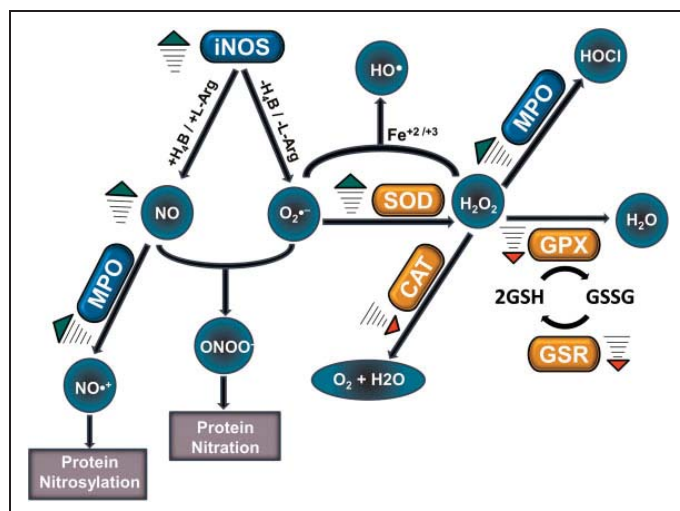 iNOS
HO•
HOCl
MPO
+H₄B / +L-Arg
-H₄B / -L-Arg
Fe⁺² ᐟ⁺³
NO
O₂•⁻
SOD
H₂O₂
GPX
H₂O
MPO
CAT
2GSH
GSSG
GSR
ONOO⁻
O₂ + H2O
NO•⁺
Protein
Nitration
Protein
Nitrosylation